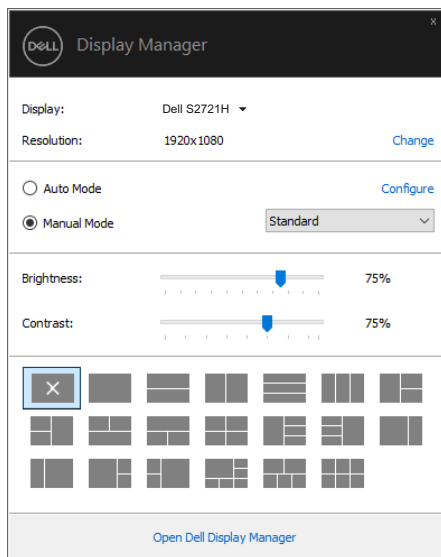 x
DELL Display Manager
Display: Dell S2721H
Resolution: 1920x1080 Change
Auto Mode Configure
Manual Mode Standard
Brightness: 75%
Contrast: 75%
Open Dell Display Manager